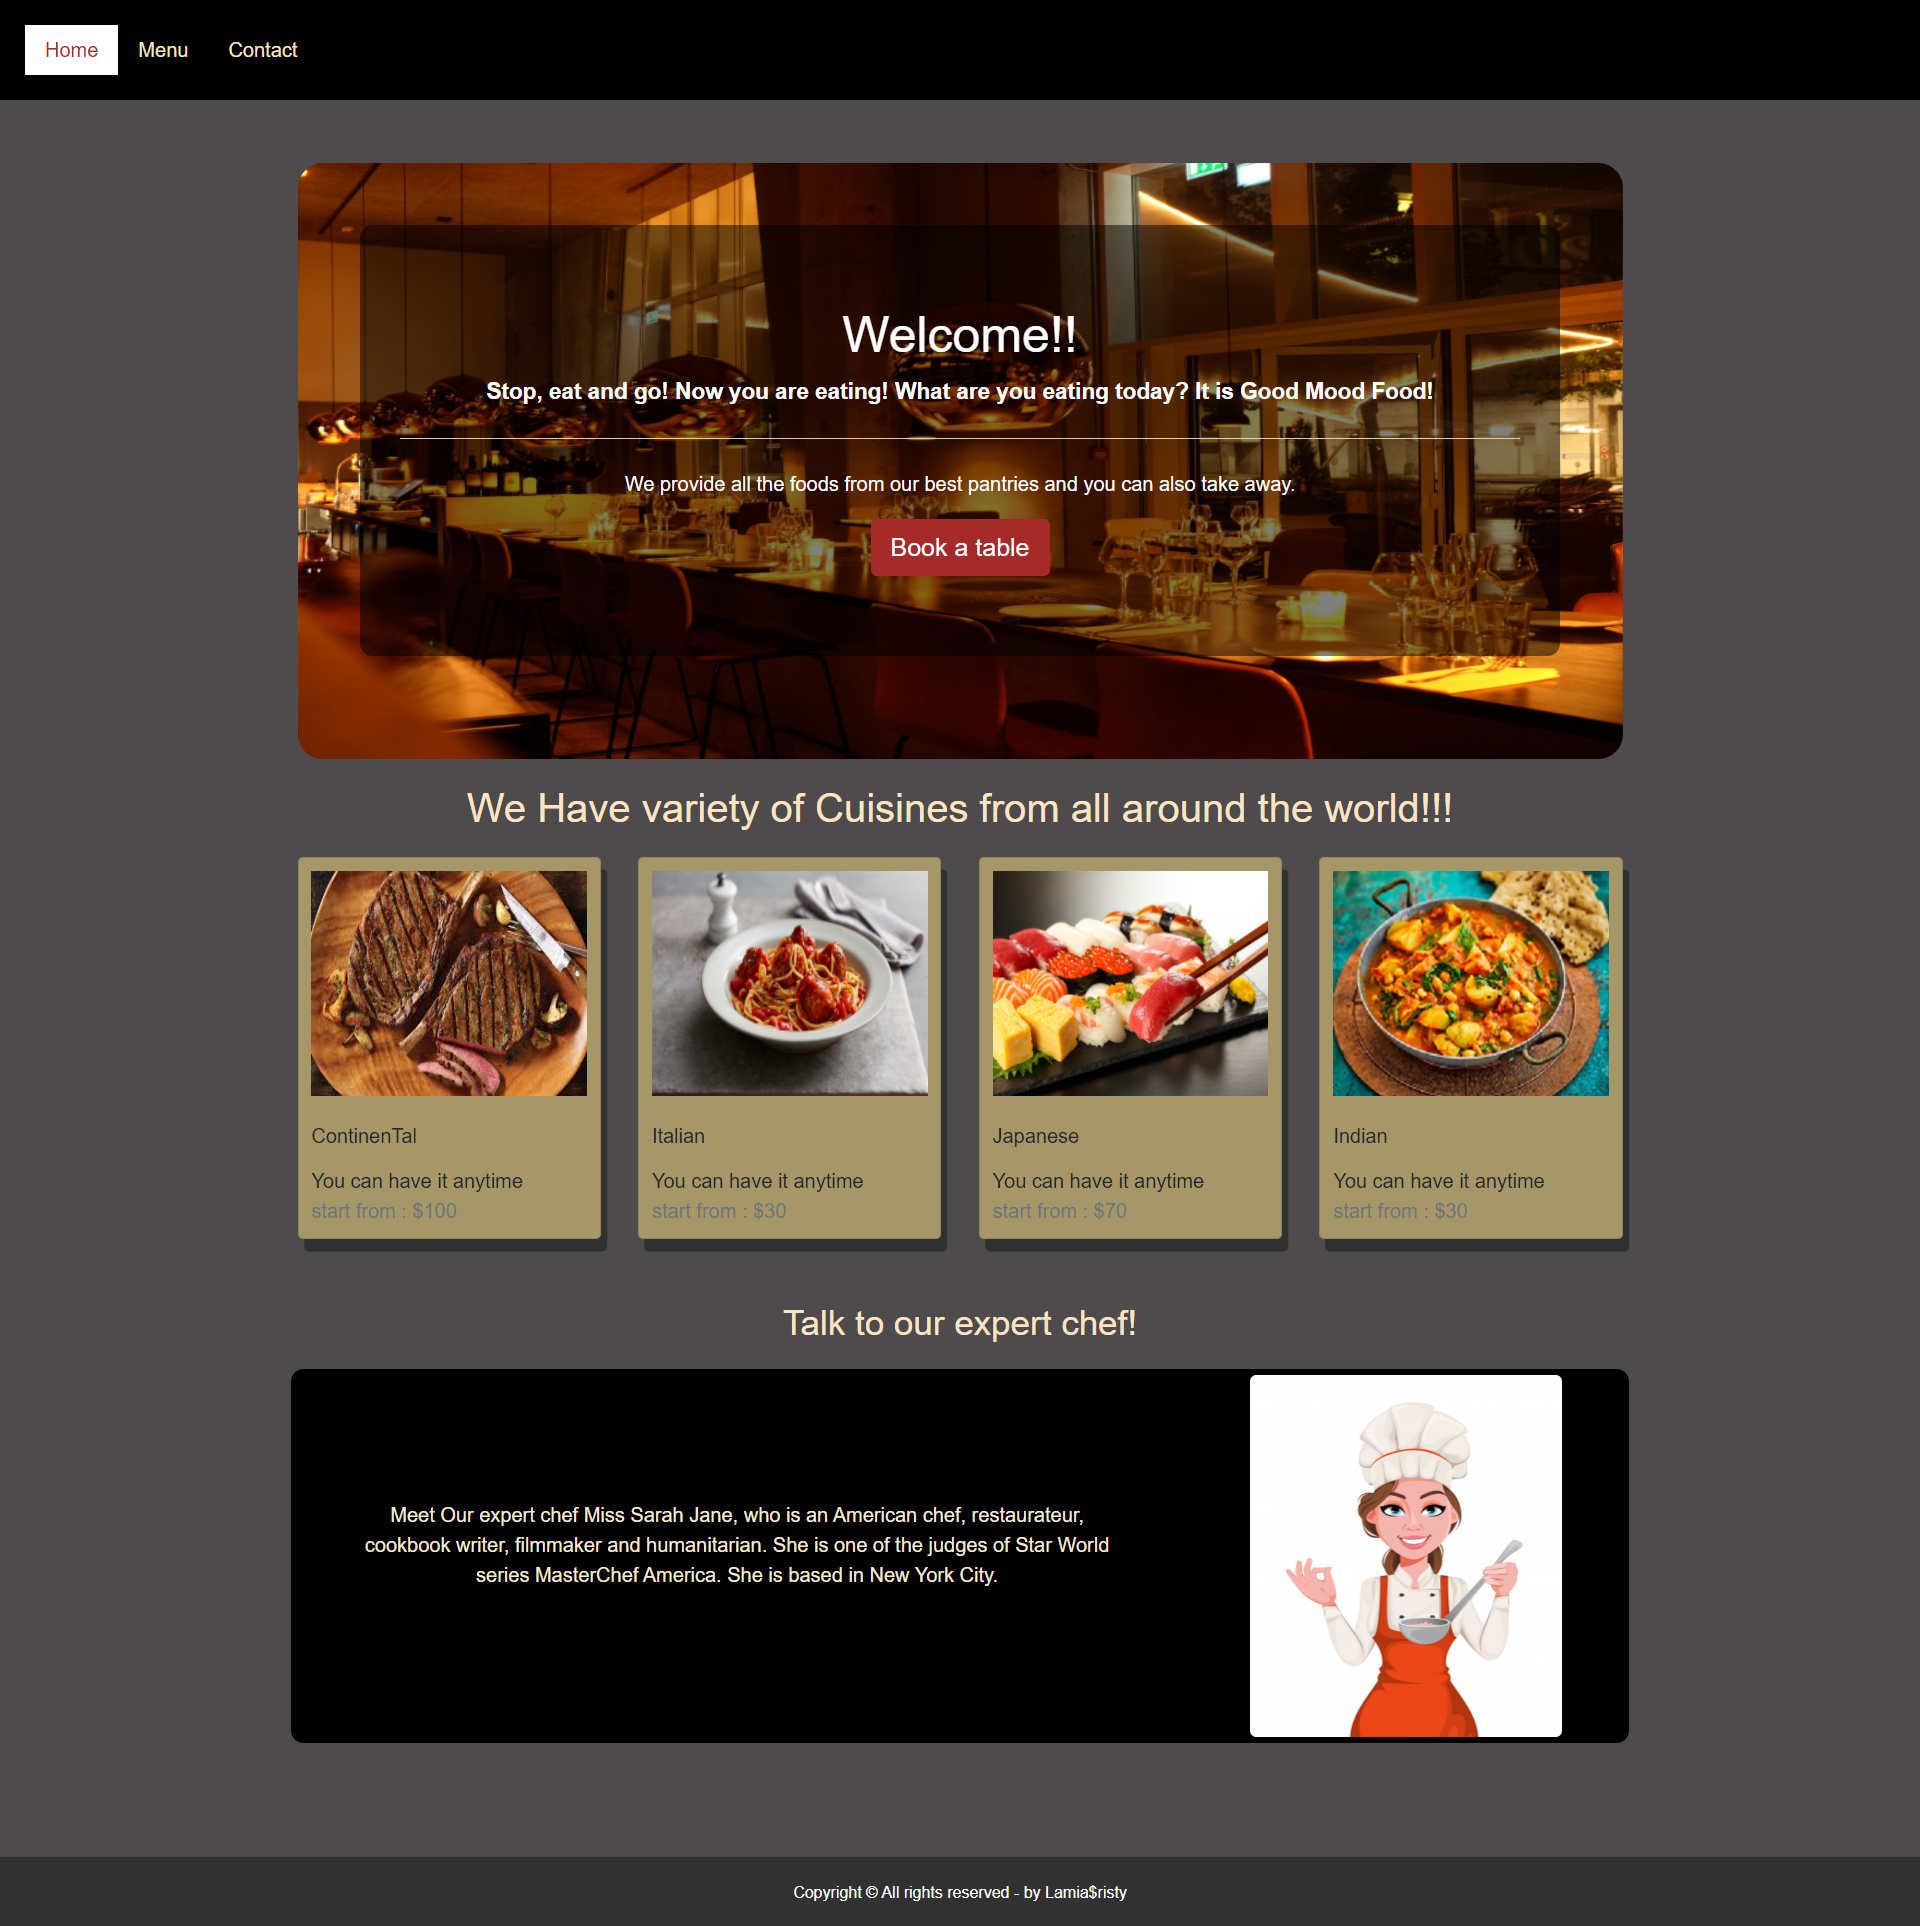 Home Menu Contact
Welcome!!
Stop, eat and go! Now you are eating! What are you eating today? It is Good Mood Food!
We provide all the foods from our best pantries and you can also take away.
Book a table
We Have variety of Cuisines from all around the world!!!
ContinenTal
You can have it anytime
start from : $100
Italian
You can have it anytime
start from : $30
Japanese
You can have it anytime
start from : $70
Indian
You can have it anytime
start from : $30
Talk to our expert chef!
Meet Our expert chef Miss Sarah Jane, who is an American chef, restaurateur,
cookbook writer, filmmaker and humanitarian. She is one of the judges of Star World
series MasterChef America. She is based in New York City.
Copyright © All rights reserved - by Lamia$risty